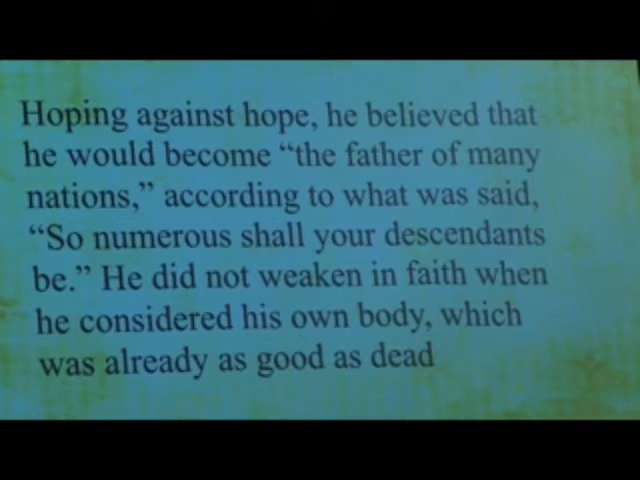 Hoping against hope, he believed that
he would become “the father of many
nations,” according to what was said,
“So numerous shall your descendants
be.” He did not weaken in faith when
he considered his own body, which
was already as good as dead